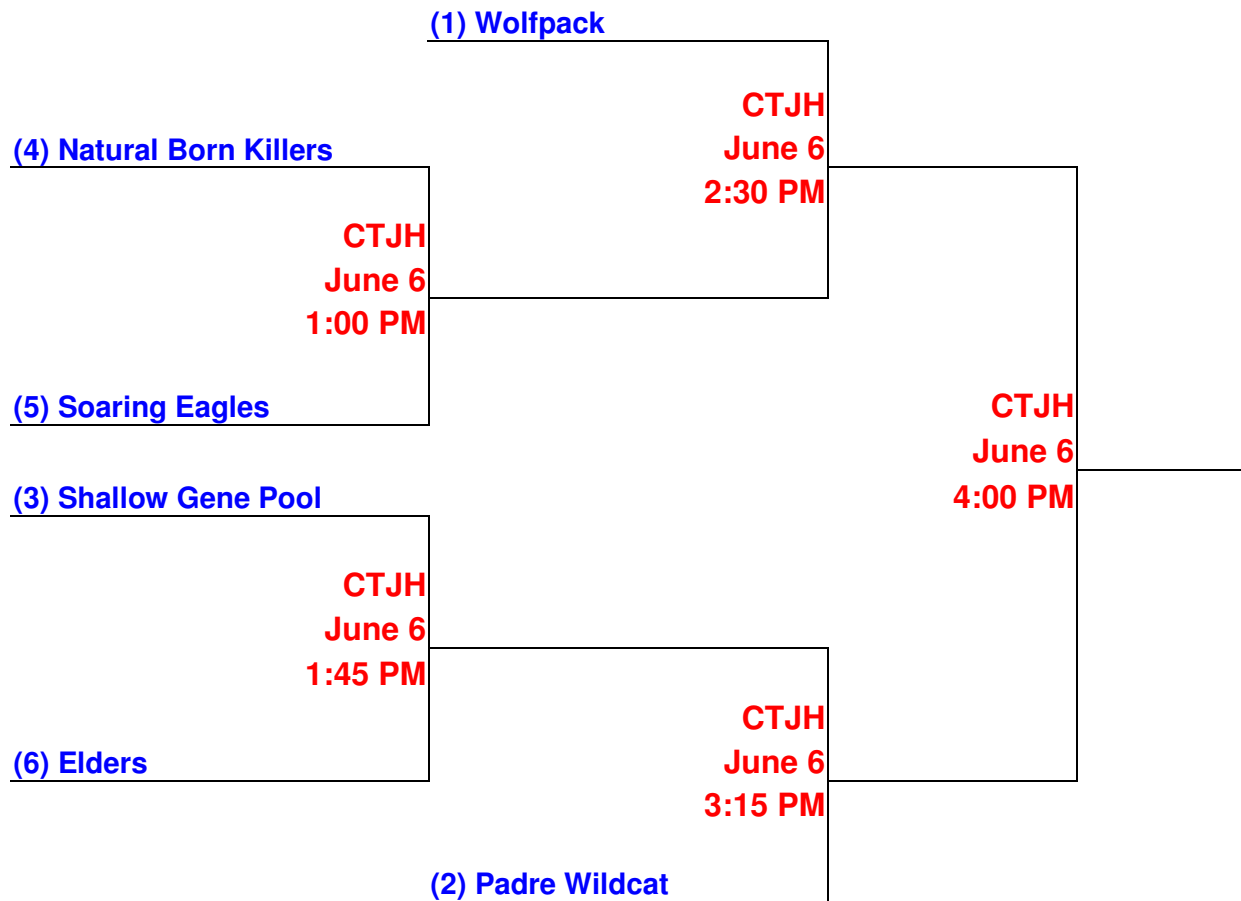 (1) Wolfpack
CTJH
June 6
2:30 PM
(4) Natural Born Killers
CTJH
June 6
1:00 PM
(5) Soaring Eagles
CTJH
June 6
4:00 PM
(3) Shallow Gene Pool
CTJH
June 6
1:45 PM
(6) Elders
CTJH
June 6
3:15 PM
(2) Padre Wildcat